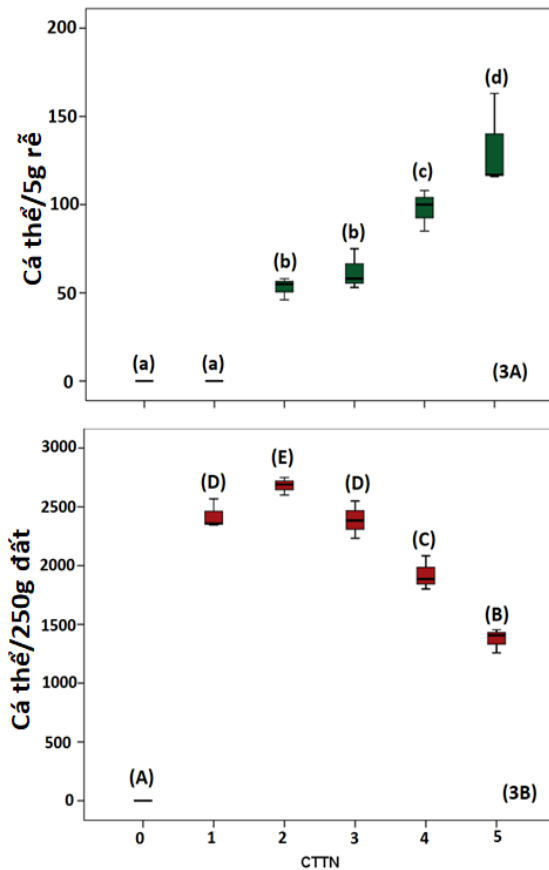 200
150
100
50
0
Cá thể/5g rễ
(a)
(a)
(b)
(b)
(c)
(d)
(3A)
3000
2500
2000
1500
1000
500
0
Cá thể/250g đất
(A)
(D)
(E)
(D)
(C)
(B)
(3B)
0 1 2 3 4 5
CTTN